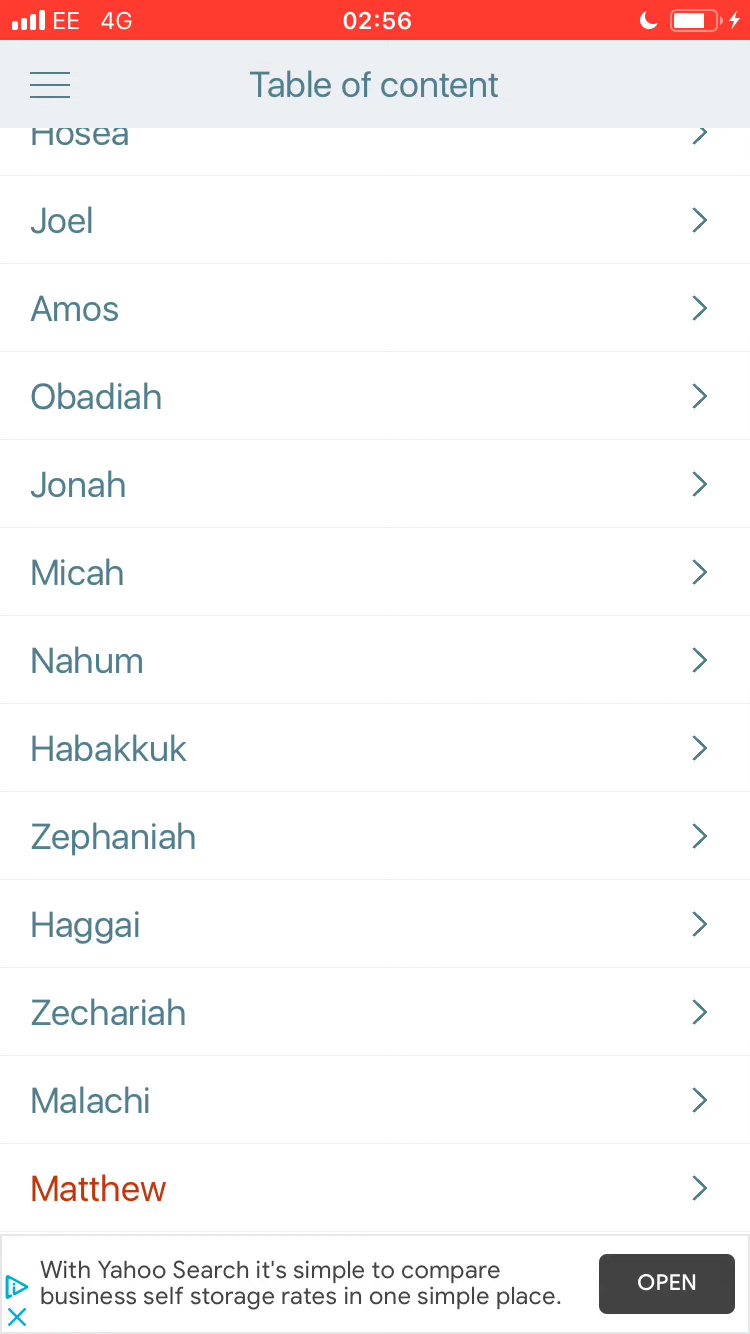 EE 4G 02:56
Table of content
Hosea
Joel
Amos
Obadiah
Jonah
Micah
Nahum
Habakkuk
Zephaniah
Haggai
Zechariah
Malachi
Matthew
With Yahoo Search it's simple to compare
business self storage rates in one simple place.
OPEN